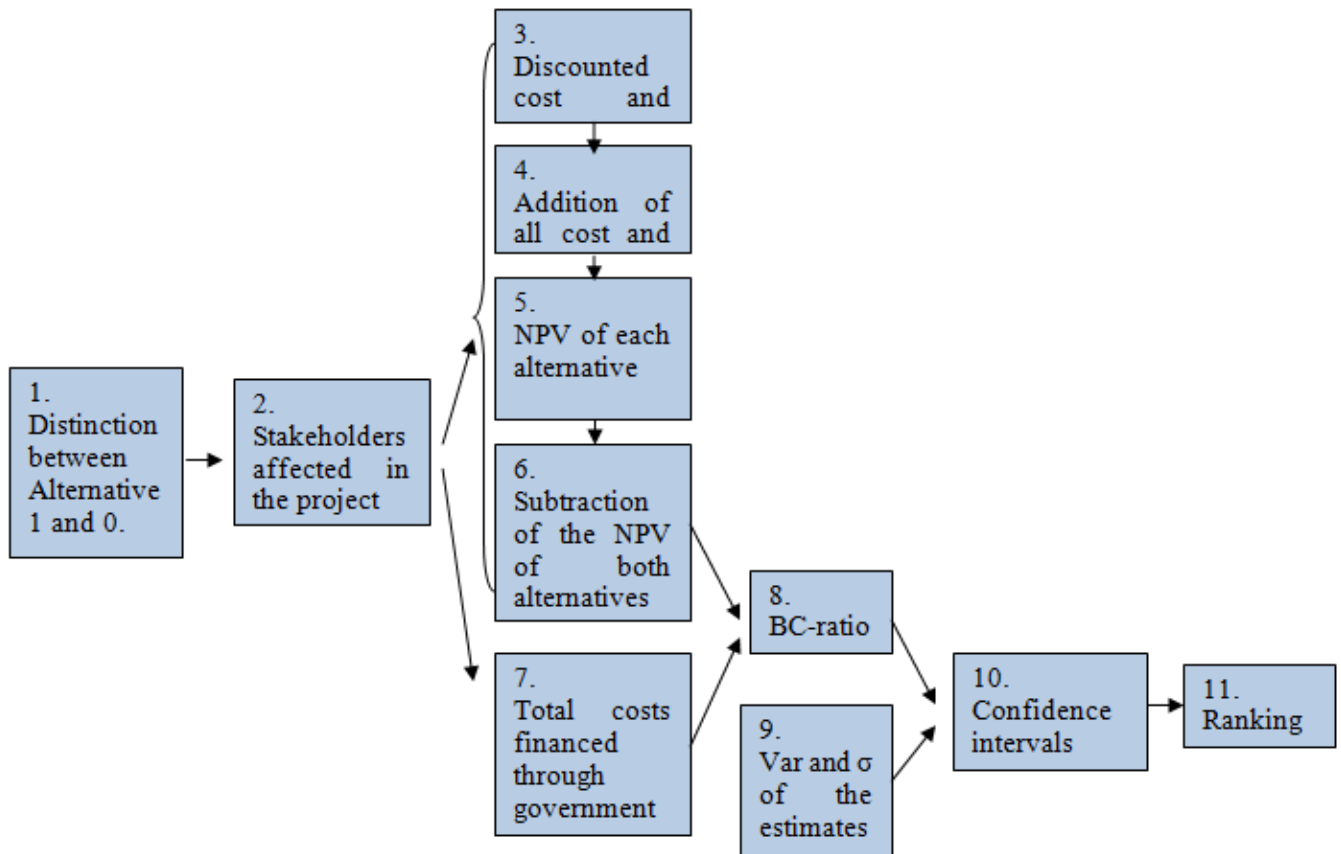 1.
Distinction
between
Alternative
1 and 0.
2.
Stakeholders
affected in
the project
3.
Discounted
cost and
4.
Addition of
all cost and
5.
NPV of each
alternative
6.
Subtraction
of the NPV
of both
alternatives
7.
Total costs
financed
through
government
8.
BC-ratio
9.
Var and σ
of the
estimates
10.
Confidence
intervals
11.
Ranking